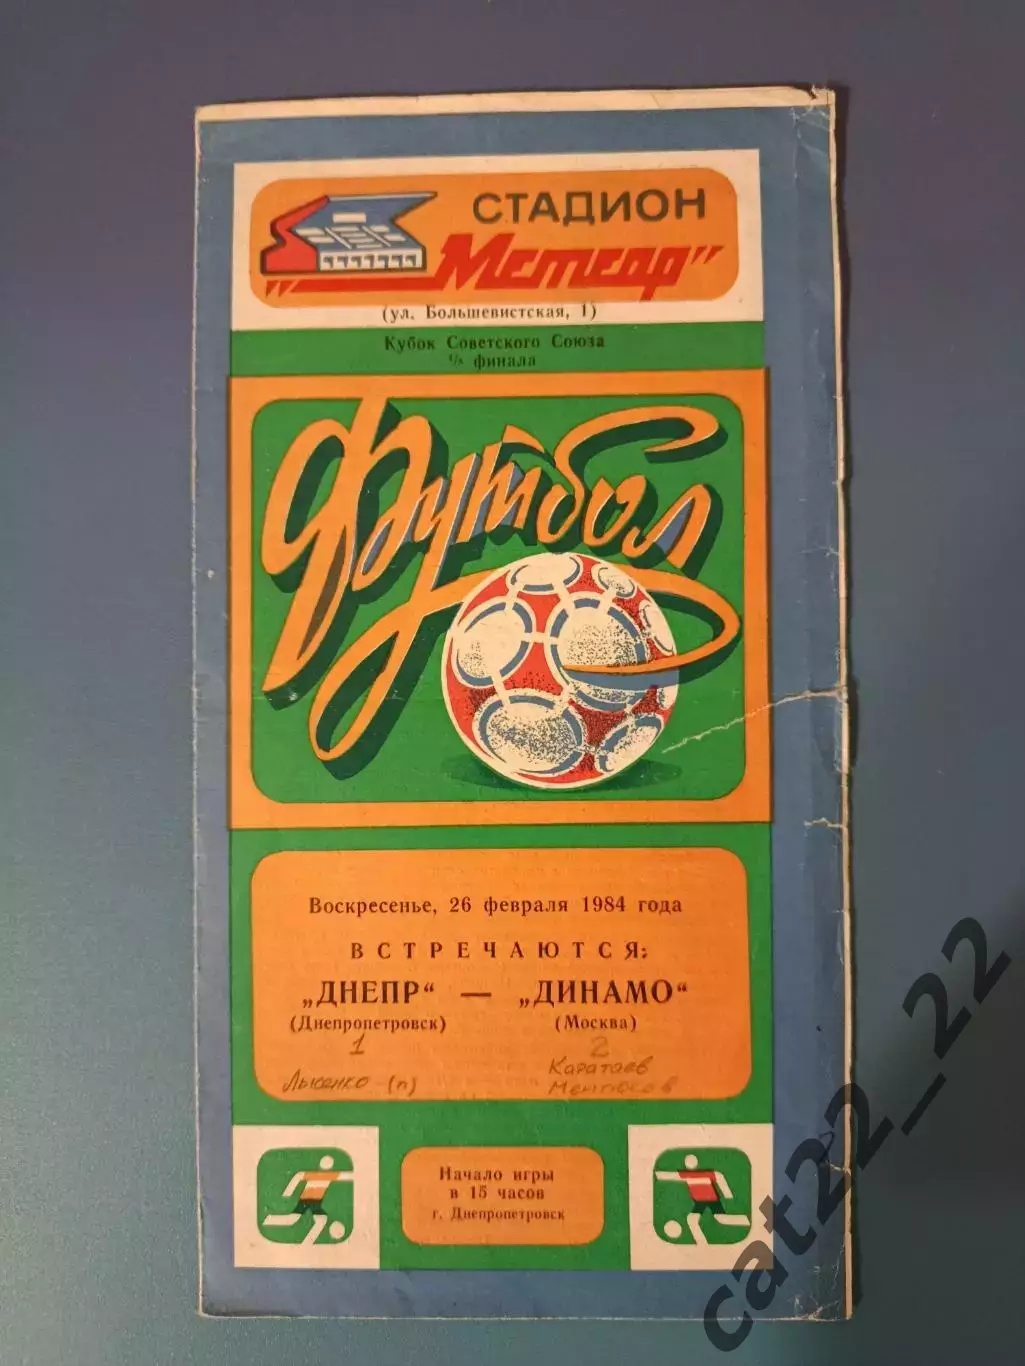 СТАДИОН
„Метеор"
(ул. Большевистская, 1)
Кубок Советского Союза
1/8 финала
Футбол
Воскресенье, 26 февраля 1984 года
ВСТРЕЧАЮТСЯ:
„ДНЕПР“ — „ДИНАМО“
(Днепропетровск) (Москва)
1 2
Лысенко (п) Каратаев
Ментюков
Начало игры
в 15 часов
г. Днепропетровск
cat22_22